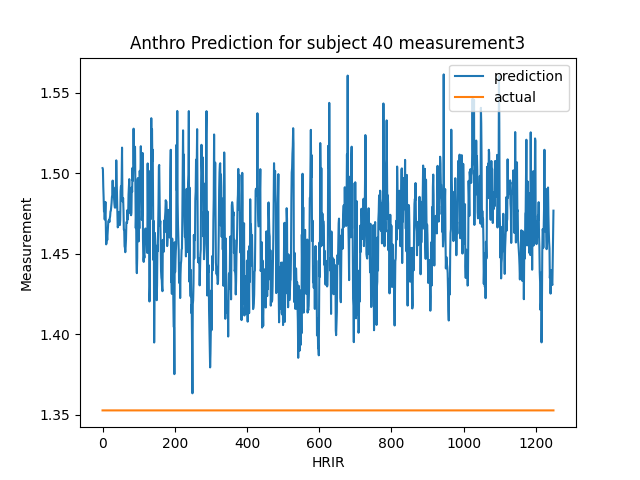 Anthro Prediction for subject 40 measurement3
prediction
actual
1.55
1.50
1.45
1.40
1.35
Measurement
0 200 400 600 800 1000 1200
HRIR